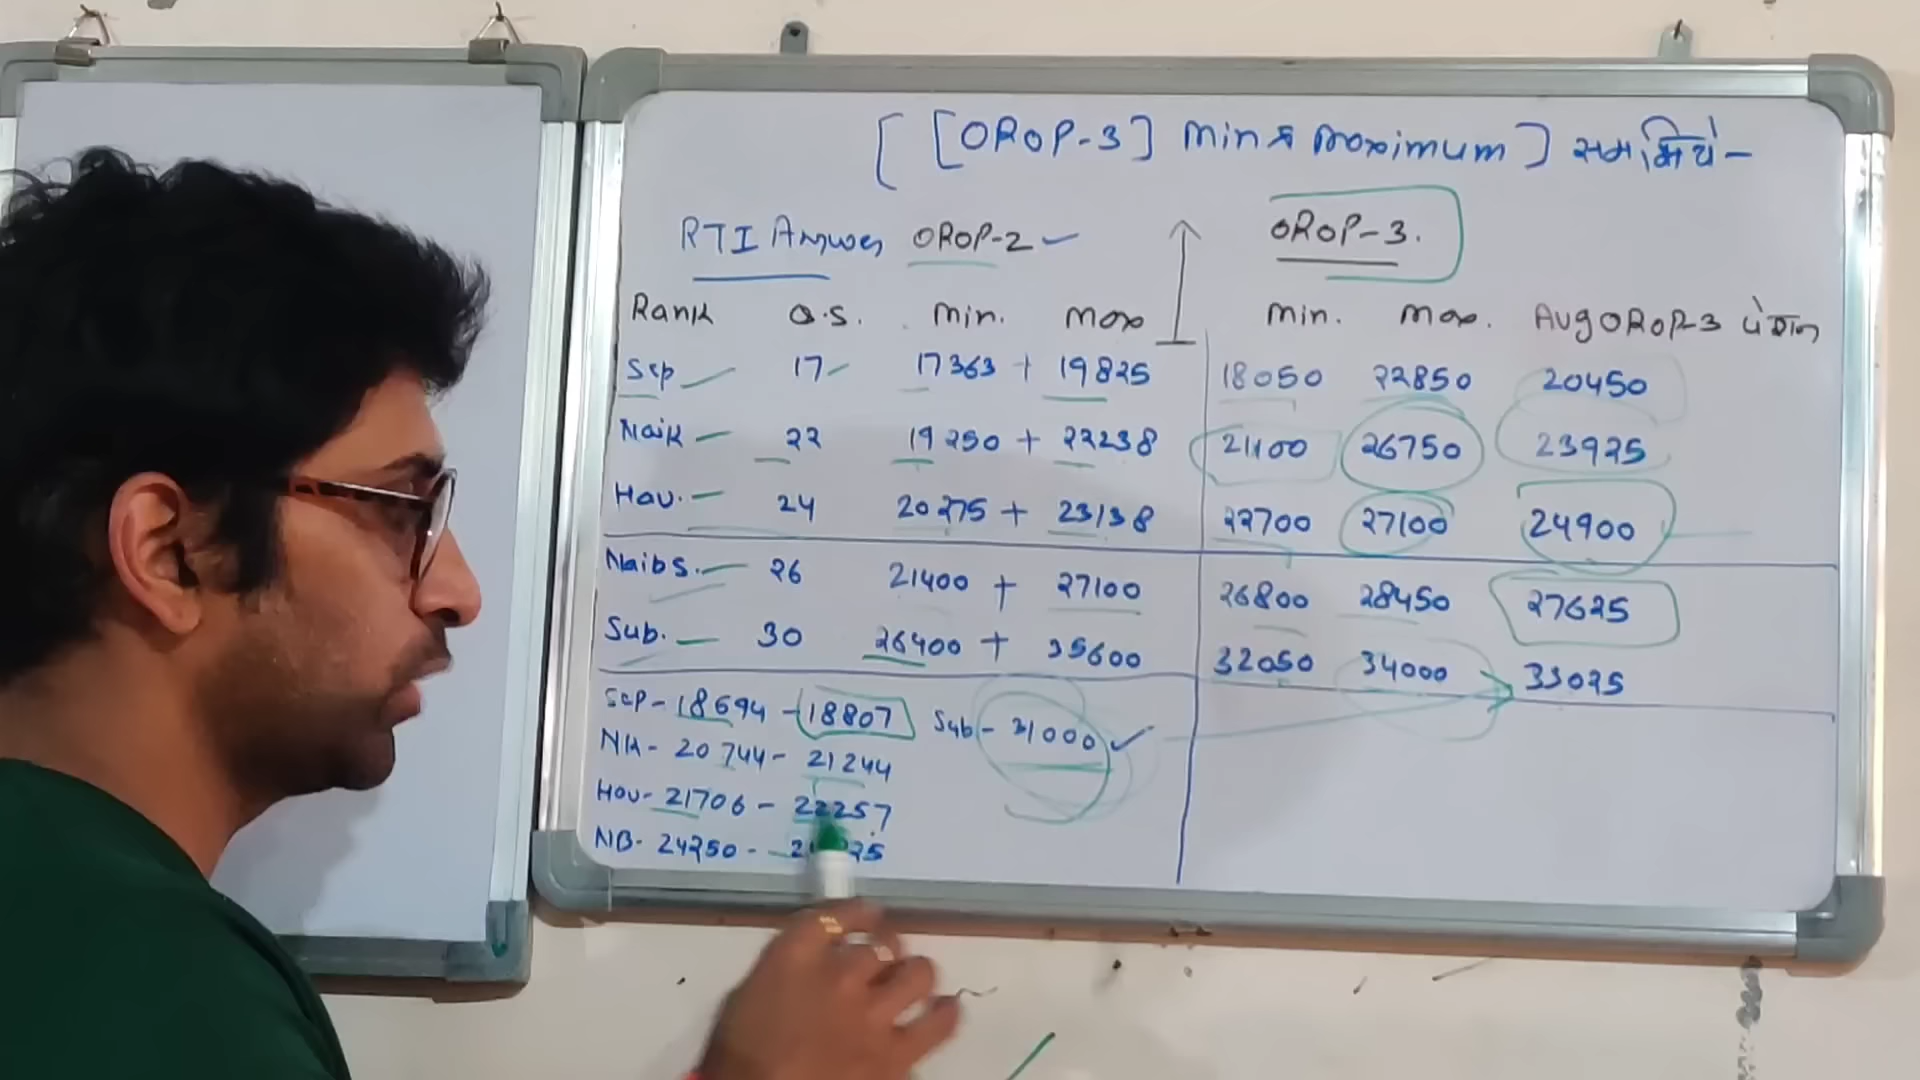 [ [OROP-3] Min & Maximum ] समझिये -
RTI Answer OROP-2 ✓ OROP-3.
Rank Q.S. Min. Max Min. Max. Avg OROP-3 पेंशन
Sep 17 17363 + 19825 18050 22850 20450
Naik 22 19250 + 22238 21100 26750 23925
Hav. 24 20275 + 23138 22700 27100 24900
Naib S. 26 21400 + 27100 26800 28450 27625
Sub. 30 26400 + 35600 32050 34000 33025
Sep - 18694 - 18807 Sub - 31000 ✓
NK - 20744 - 21244
Hav - 21706 - 22257
NB - 24250 -